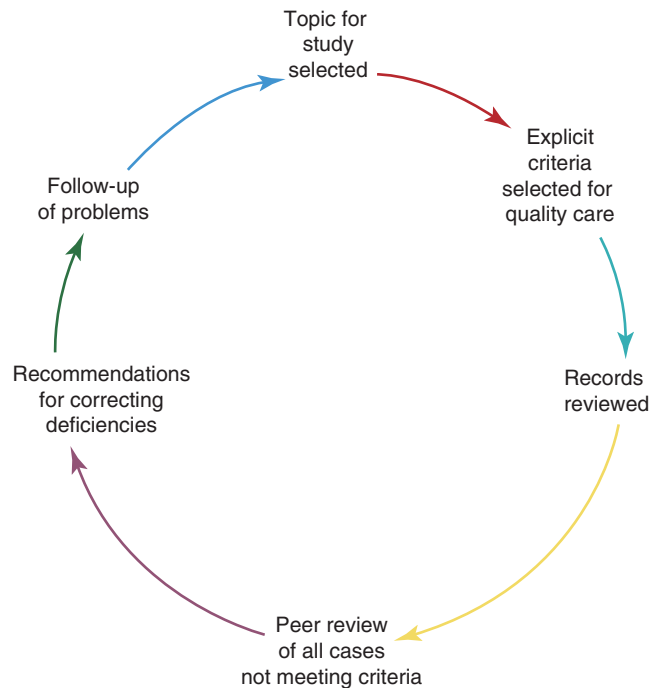 Topic for
study
selected
Explicit
criteria
selected for
quality care
Records
reviewed
Peer review
of all cases
not meeting criteria
Recommendations
for correcting
deficiencies
Follow-up
of problems